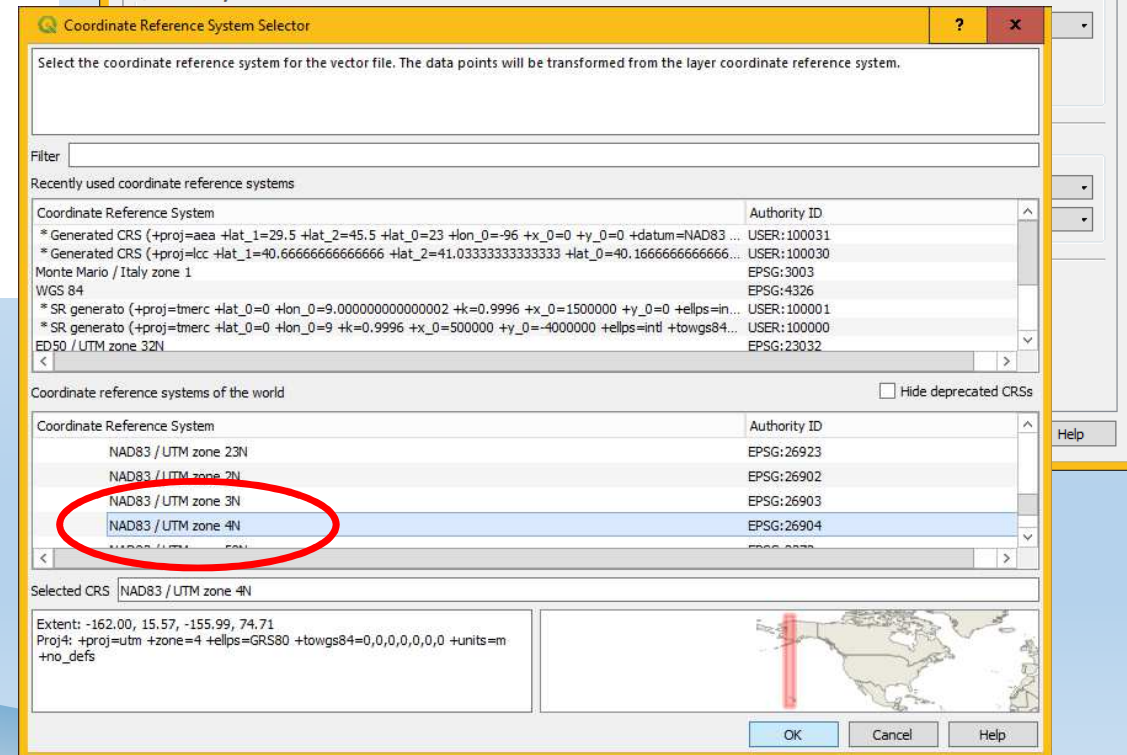 Coordinate Reference System Selector
? x
Select the coordinate reference system for the vector file. The data points will be transformed from the layer coordinate reference system.
Filter
Recently used coordinate reference systems
Coordinate Reference System Authority ID
* Generated CRS (+proj=aea +lat_1=29.5 +lat_2=45.5 +lat_0=23 +lon_0=-96 +x_0=0 +y_0=0 +datum=NAD83 ... USER:100031
* Generated CRS (+proj=lcc +lat_1=40.66666666666666 +lat_2=41.03333333333333 +lat_0=40.1666666666666... USER:100030
Monte Mario / Italy zone 1 EPSG:3003
WGS 84 EPSG:4326
* SR generato (+proj=tmerc +lat_0=0 +lon_0=9.000000000000002 +k=0.9996 +x_0=1500000 +y_0=0 +ellps=in... USER:100001
* SR generato (+proj=tmerc +lat_0=0 +lon_0=9 +k=0.9996 +x_0=500000 +y_0=-4000000 +ellps=intl +towgs84... USER:100000
ED50 / UTM zone 32N EPSG:23032
Coordinate reference systems of the world Hide deprecated CRSs
Coordinate Reference System Authority ID
Help
NAD83 / UTM zone 23N EPSG:26923
NAD83 / UTM zone 2N EPSG:26902
NAD83 / UTM zone 3N EPSG:26903
NAD83 / UTM zone 4N EPSG:26904
Selected CRS NAD83 / UTM zone 4N
Extent: -162.00, 15.57, -155.99, 74.71
Proj4: +proj=utm +zone=4 +ellps=GRS80 +towgs84=0,0,0,0,0,0,0 +units=m
+no_defs
OK Cancel Help